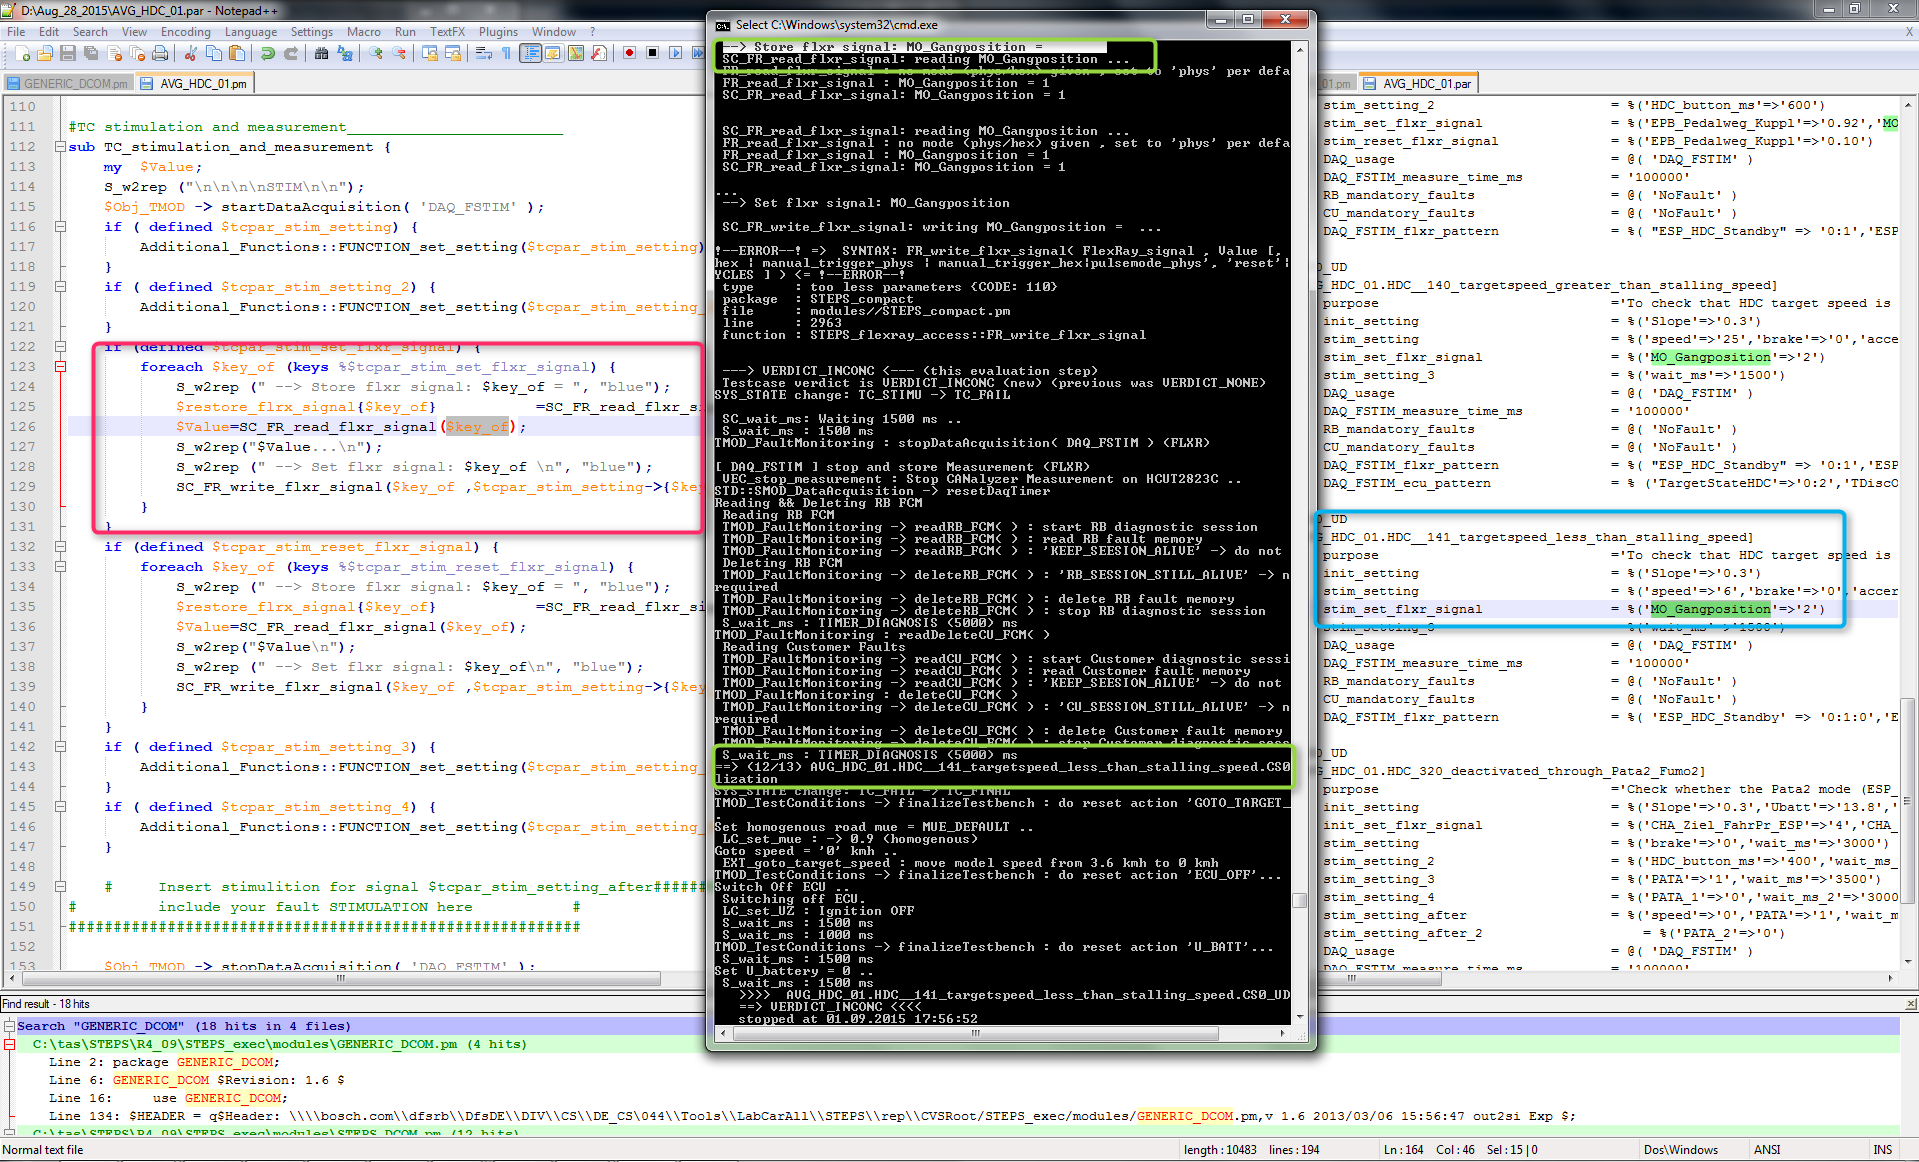 D:\Aug_28_2015\AVG_HDC_01.par - Notepad++
File Edit Search View Encoding Language Settings Macro Run TextFX Plugins Window ?
X
GENERIC_DCOM.pm
AVG_HDC_01.pm
110
111 #TC stimulation and measurement________________________
112 sub TC_stimulation_and_measurement {
113 my $Value;
114 S_w2rep ("\n\n\n\nSTIM\n\n");
115 $Obj_TMOD -> startDataAcquisition( 'DAQ_FSTIM' );
116 if ( defined $tcpar_stim_setting) {
117 Additional_Functions::FUNCTION_set_setting($tcpar_stim_setting)
118 }
119 if ( defined $tcpar_stim_setting_2) {
120 Additional_Functions::FUNCTION_set_setting($tcpar_stim_setting_
121 }
122 if (defined $tcpar_stim_set_flxr_signal) {
123 foreach $key_of (keys %$tcpar_stim_set_flxr_signal) {
124 S_w2rep (" --> Store flxr signal: $key_of = ", "blue");
125 $restore_flrx_signal{$key_of} =SC_FR_read_flxr_si
126 $Value=SC_FR_read_flxr_signal($key_of);
127 S_w2rep("$Value...\n");
128 S_w2rep (" --> Set flxr signal: $key_of \n", "blue");
129 SC_FR_write_flxr_signal($key_of ,$tcpar_stim_setting->{$key
130 }
131 }
132 if (defined $tcpar_stim_reset_flxr_signal) {
133 foreach $key_of (keys %$tcpar_stim_reset_flxr_signal) {
134 S_w2rep (" --> Store flxr signal: $key_of = ", "blue");
135 $restore_flrx_signal{$key_of} =SC_FR_read_flxr_si
136 $Value=SC_FR_read_flxr_signal($key_of);
137 S_w2rep("$Value\n");
138 S_w2rep (" --> Set flxr signal: $key_of\n", "blue");
139 SC_FR_write_flxr_signal($key_of ,$tcpar_stim_setting->{$key
140 }
141 }
142 if ( defined $tcpar_stim_setting_3) {
143 Additional_Functions::FUNCTION_set_setting($tcpar_stim_setting_
144 }
145 if ( defined $tcpar_stim_setting_4) {
146 Additional_Functions::FUNCTION_set_setting($tcpar_stim_setting_
147 }
148
149 # Insert stimulition for signal $tcpar_stim_setting_after######
150 # include your fault STIMULATION here #
151 #########################################################
152
153 $Obj_TMOD -> stopDataAcquisition( 'DAQ_FSTIM' );
Select C:\Windows\system32\cmd.exe
--> Store flxr signal: MO_Gangposition =
SC_FR_read_flxr_signal: reading MO_Gangposition ...
FR_read_flxr_signal : no mode (phys/hex) given , set to 'phys' per defa
FR_read_flxr_signal : MO_Gangposition = 1
SC_FR_read_flxr_signal : MO_Gangposition = 1
SC_FR_read_flxr_signal: reading MO_Gangposition ...
FR_read_flxr_signal : no mode (phys/hex) given , set to 'phys' per defa
FR_read_flxr_signal : MO_Gangposition = 1
SC_FR_read_flxr_signal : MO_Gangposition = 1
...
--> Set flxr signal: MO_Gangposition
SC_FR_write_flxr_signal: writing MO_Gangposition = ...
!--ERROR--! => SYNTAX: FR_write_flxr_signal( FlexRay_signal , Value [,
hex | manual_trigger_phys | manual_trigger_hex|pulsemode_phys', 'reset'|
YCLES ] ) <= !--ERROR--!
type : too less parameters (CODE: 110)
package : STEPS_compact
file : modules//STEPS_compact.pm
line : 2963
function : STEPS_flexray_access::FR_write_flxr_signal
---> VERDICT_INCONC <--- (this evaluation step)
Testcase verdict is VERDICT_INCONC (new) (previous was VERDICT_NONE)
SYS_STATE change: TC_STIMU -> TC_FAIL
SC_wait_ms: Waiting 1500 ms ..
S_wait_ms : 1500 ms
TMOD_FaultMonitoring : stopDataAcquisition( DAQ_FSTIM ) (FLXR)
[ DAQ_FSTIM ] stop and store Measurement (FLXR)
VEC_stop_measurement : Stop CANalyzer Measurement on HCUT2823C ..
STD::SMOD_DataAcquisition -> resetDaqTimer
Reading && Deleting RB FCM
Reading RB FCM
TMOD_FaultMonitoring -> readRB_FCM( ) : start RB diagnostic session
TMOD_FaultMonitoring -> readRB_FCM( ) : read RB fault memory
TMOD_FaultMonitoring -> readRB_FCM( ) : 'KEEP_SEESION_ALIVE' -> do not
Deleting RB FCM
TMOD_FaultMonitoring -> deleteRB_FCM( ) : 'RB_SESSION_STILL_ALIVE' -> n
required
TMOD_FaultMonitoring -> deleteRB_FCM( ) : delete RB fault memory
TMOD_FaultMonitoring -> deleteRB_FCM( ) : stop RB diagnostic session
S_wait_ms : TIMER_DIAGNOSIS (5000) ms
TMOD_FaultMonitoring : readDeleteCU_FCM( )
Reading Customer Faults
TMOD_FaultMonitoring -> readCU_FCM( ) : start Customer diagnostic sessi
TMOD_FaultMonitoring -> readCU_FCM( ) : read Customer fault memory
TMOD_FaultMonitoring -> readCU_FCM( ) : 'KEEP_SEESION_ALIVE' -> do not
TMOD_FaultMonitoring : deleteCU_FCM( )
TMOD_FaultMonitoring -> deleteCU_FCM( ) : 'CU_SESSION_STILL_ALIVE' -> n
required
TMOD_FaultMonitoring -> deleteCU_FCM( ) : delete Customer fault memory
TMOD_FaultMonitoring -> deleteCU_FCM( ) : stop Customer diagnostic sess
S_wait_ms : TIMER_DIAGNOSIS (5000) ms
==> (12/13) AVG_HDC_01.HDC__141_targetspeed_less_than_stalling_speed.CS0
lization
SYS_STATE change: TC_FAIL -> TC_FINAL
TMOD_TestConditions -> finalizeTestbench : do reset action 'GOTO_TARGET_
.
Set homogenous road mue = MUE_DEFAULT ..
LC_set_mue : -> 0.9 (homogenous)
Goto speed = '0' kmh ..
EXT_goto_target_speed : move model speed from 3.6 kmh to 0 kmh
TMOD_TestConditions -> finalizeTestbench : do reset action 'ECU_OFF'...
Switch Off ECU ..
Switching off ECU.
LC_set_UZ : Ignition OFF
S_wait_ms : 1500 ms
S_wait_ms : 1000 ms
TMOD_TestConditions -> finalizeTestbench : do reset action 'U_BATT'...
S_wait_ms : 1500 ms
Set U_battery = 0 ..
S_wait_ms : 1500 ms
>>>> AVG_HDC_01.HDC__141_targetspeed_less_than_stalling_speed.CS0_UD
==> VERDICT_INCONC <<<<
stopped at 01.09.2015 17:56:52
01.pm
AVG_HDC_01.par
stim_setting_2 = %('HDC_button_ms'=>'600')
stim_set_flxr_signal = %('EPB_Pedalweg_Kuppl'=>'0.92','MO
stim_reset_flxr_signal = %('EPB_Pedalweg_Kuppl'=>'0.10')
DAQ_usage = @( 'DAQ_FSTIM' )
DAQ_FSTIM_measure_time_ms = '100000'
RB_mandatory_faults = @( 'NoFault' )
CU_mandatory_faults = @( 'NoFault' )
DAQ_FSTIM_flxr_pattern = %( "ESP_HDC_Standby" => '0:1','ESP
0_UD
G_HDC_01.HDC__140_targetspeed_greater_than_stalling_speed]
purpose ='To check that HDC target speed is
init_setting = %('Slope'=>'0.3')
stim_setting = %('speed'=>'25','brake'=>'0','acce
stim_set_flxr_signal = %('MO_Gangposition'=>'2')
stim_setting_3 = %('wait_ms'=>'1500')
DAQ_usage = @( 'DAQ_FSTIM' )
DAQ_FSTIM_measure_time_ms = '100000'
RB_mandatory_faults = @( 'NoFault' )
CU_mandatory_faults = @( 'NoFault' )
DAQ_FSTIM_flxr_pattern = %( "ESP_HDC_Standby" => '0:1','ESP
DAQ_FSTIM_ecu_pattern = % ('TargetStateHDC'=>'0:2','TDiscO
0_UD
G_HDC_01.HDC__141_targetspeed_less_than_stalling_speed]
purpose ='To check that HDC target speed is
init_setting = %('Slope'=>'0.3')
stim_setting = %('speed'=>'6','brake'=>'0','accer
stim_set_flxr_signal = %('MO_Gangposition'=>'2')
stim_setting_3 = %('wait_ms'=>'1500')
DAQ_usage = @( 'DAQ_FSTIM' )
DAQ_FSTIM_measure_time_ms = '100000'
RB_mandatory_faults = @( 'NoFault' )
CU_mandatory_faults = @( 'NoFault' )
DAQ_FSTIM_flxr_pattern = %( 'ESP_HDC_Standby' => '0:1:0','E
0_UD
G_HDC_01.HDC_320_deactivated_through_Pata2_Fumo2]
purpose ='Check whether the Pata2 mode (ESP_
init_setting = %('Slope'=>'0.3','Ubatt'=>'13.8','
init_set_flxr_signal = %('CHA_Ziel_FahrPr_ESP'=>'4','CHA_
stim_setting = %('brake'=>'0','wait_ms'=>'3000')
stim_setting_2 = %('HDC_button_ms'=>'400','wait_ms_
stim_setting_3 = %('PATA'=>'1','wait_ms'=>'3500')
stim_setting_4 = %('PATA_1'=>'0','wait_ms_2'=>'3000
stim_setting_after = %('speed'=>'0','PATA'=>'1','wait_m
stim_setting_after_2 = %('PATA_2'=>'0')
DAQ_usage = @( 'DAQ_FSTIM' )
DAQ_FSTIM_measure_time_ms = '100000'
Find result - 18 hits
Search "GENERIC_DCOM" (18 hits in 4 files)
C:\tas\STEPS\R4_09\STEPS_exec\modules\GENERIC_DCOM.pm (4 hits)
Line 2: package GENERIC_DCOM;
Line 6: GENERIC_DCOM $Revision: 1.6 $
Line 16: use GENERIC_DCOM;
Line 134: $HEADER = q$Header: \\\\bosch.com\\dfsrb\\DfsDE\\DIV\\CS\\DE_CS\044\\Tools\\LabCarAll\\STEPS\\rep\\CVSRoot/STEPS_exec/modules/GENERIC_DCOM.pm,v 1.6 2013/03/06 15:56:47 out2si Exp $;
C:\tas\STEPS\R4_09\STEPS_exec\modules\STEPS_DCOM.pm (12 hits)
Normal text file
length : 10483 lines : 194
Ln : 164 Col : 46 Sel : 15 | 0
Dos\Windows
ANSI
INS